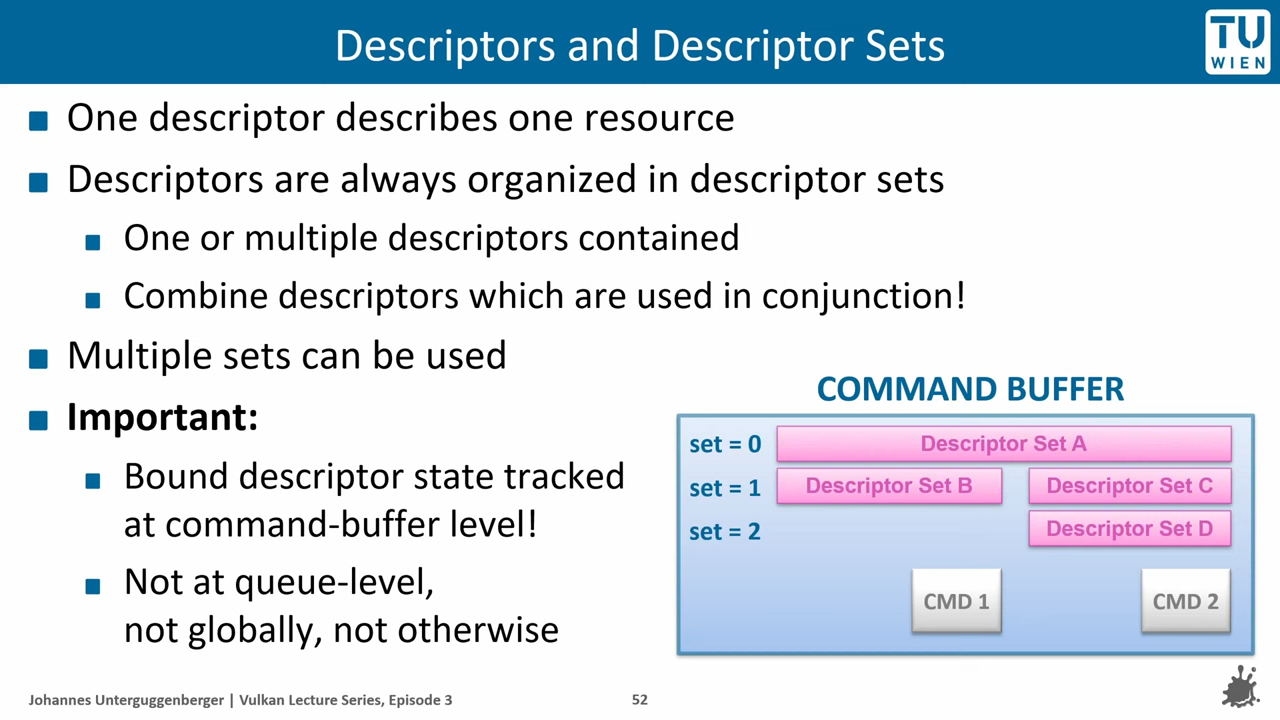 Descriptors and Descriptor Sets
TU
WIEN
One descriptor describes one resource
Descriptors are always organized in descriptor sets
One or multiple descriptors contained
Combine descriptors which are used in conjunction!
Multiple sets can be used
Important:
Bound descriptor state tracked
at command-buffer level!
Not at queue-level,
not globally, not otherwise
COMMAND BUFFER
set = 0 Descriptor Set A
set = 1 Descriptor Set B Descriptor Set C
set = 2 Descriptor Set D
CMD 1 CMD 2
Johannes Unterguggenberger | Vulkan Lecture Series, Episode 3 52